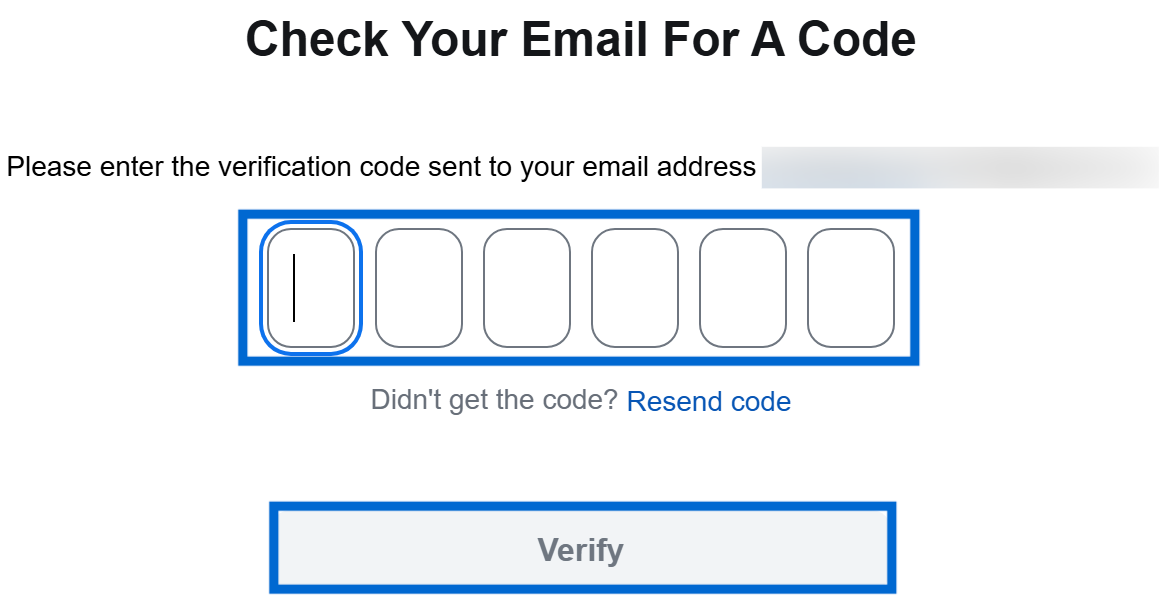 Check Your Email For A Code
Please enter the verification code sent to your email address
Didn't get the code? Resend code
Verify